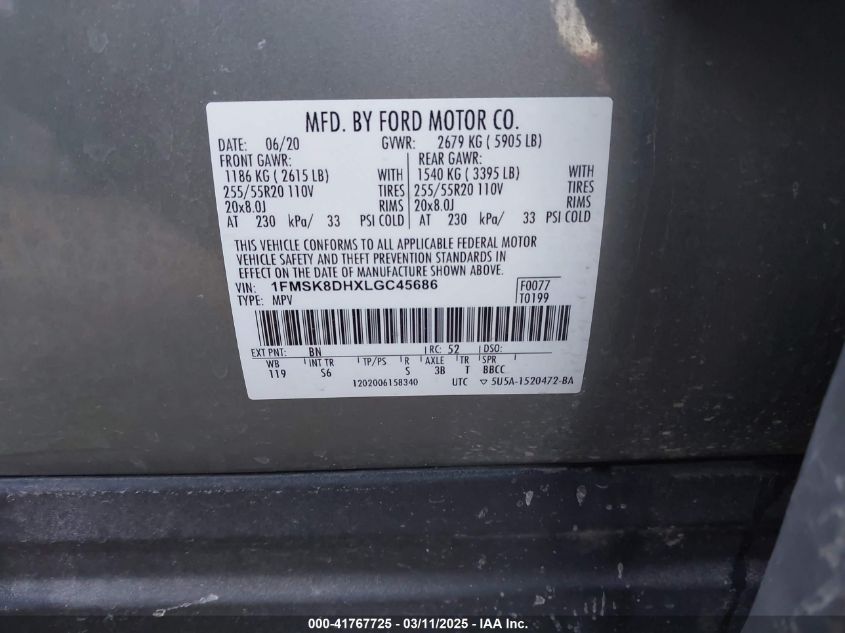 MFD. BY FORD MOTOR CO.
DATE: 06/20 GVWR: 2679 KG ( 5905 LB)
FRONT GAWR: REAR GAWR:
1186 KG ( 2615 LB) WITH 1540 KG ( 3395 LB) WITH
255/55R20 110V TIRES 255/55R20 110V TIRES
20x8.0J RIMS 20x8.0J RIMS
AT 230 kPa/ 33 PSI COLD AT 230 kPa/ 33 PSI COLD
THIS VEHICLE CONFORMS TO ALL APPLICABLE FEDERAL MOTOR
VEHICLE SAFETY AND THEFT PREVENTION STANDARDS IN
EFFECT ON THE DATE OF MANUFACTURE SHOWN ABOVE.
VIN: 1FMSK8DHXLGC45686 F0077
TYPE: MPV T0199
EXT PNT: BN RC: 52 DSO:
WB INT TR TP/PS R AXLE TR SPR
119 S6 S 3B T BBCC
1202006158340 UTC ▽ 5U5A-1520472-BA
000-41767725 - 03/11/2025 - IAA Inc.